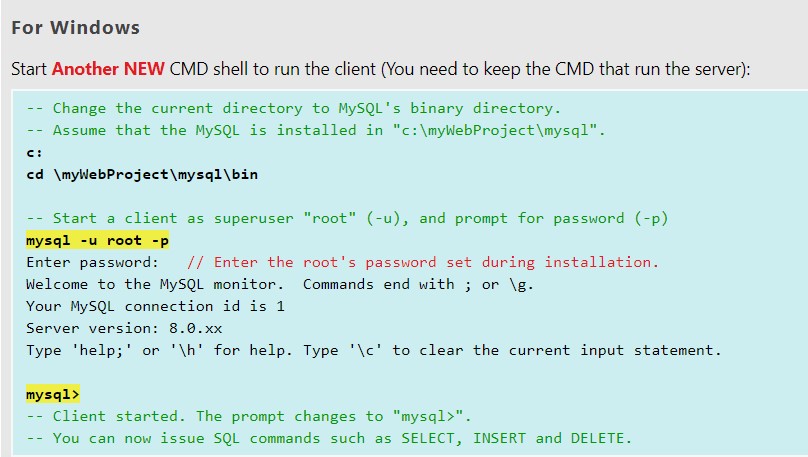 For Windows
Start Another NEW CMD shell to run the client (You need to keep the CMD that run the server):
-- Change the current directory to MySQL's binary directory.
-- Assume that the MySQL is installed in "c:\myWebProject\mysql".
c:
cd \myWebProject\mysql\bin
-- Start a client as superuser "root" (-u), and prompt for password (-p)
mysql -u root -p
Enter password:   // Enter the root's password set during installation.
Welcome to the MySQL monitor.  Commands end with ; or \g.
Your MySQL connection id is 1
Server version: 8.0.xx
Type 'help;' or '\h' for help. Type '\c' to clear the current input statement.
mysql>
-- Client started. The prompt changes to "mysql>".
-- You can now issue SQL commands such as SELECT, INSERT and DELETE.